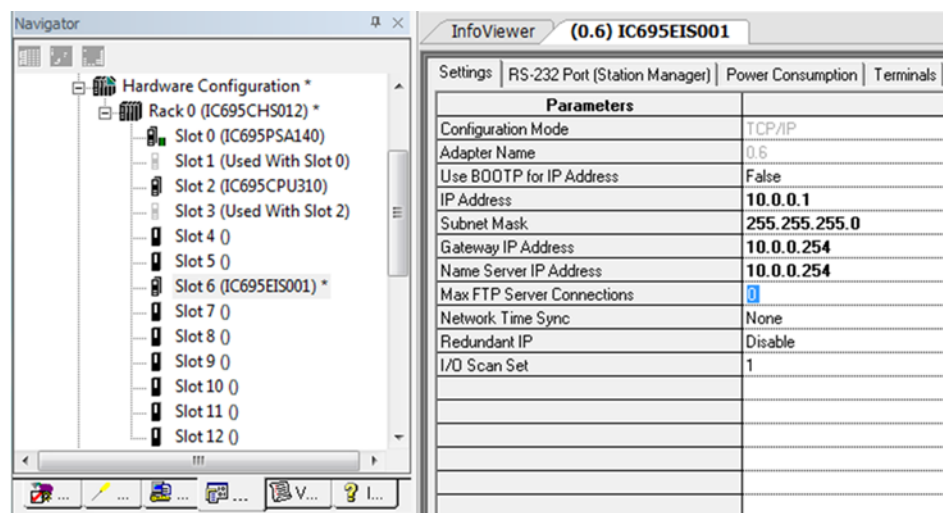 Navigator
Hardware Configuration *
Rack 0 (IC695CHS012) *
Slot 0 (IC695PSA140)
Slot 1 (Used With Slot 0)
Slot 2 (IC695CPU310)
Slot 3 (Used With Slot 2)
Slot 4 ()
Slot 5 ()
Slot 6 (IC695EIS001) *
Slot 7 ()
Slot 8 ()
Slot 9 ()
Slot 10 ()
Slot 11 ()
Slot 12 ()
... ... ... ... V... I...
InfoViewer (0.6) IC695EIS001
Settings RS-232 Port (Station Manager) Power Consumption Terminals
Parameters
Configuration Mode TCP/IP
Adapter Name 0.6
Use BOOTP for IP Address False
IP Address 10.0.0.1
Subnet Mask 255.255.255.0
Gateway IP Address 10.0.0.254
Name Server IP Address 10.0.0.254
Max FTP Server Connections 0
Network Time Sync None
Redundant IP Disable
I/O Scan Set 1